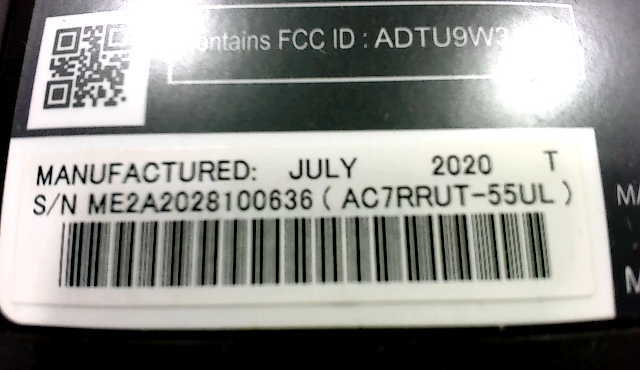 Contains FCC ID : ADTU9W3
MANUFACTURED: JULY 2020 T
S/N ME2A2028100636 ( AC7RRUT-55UL )